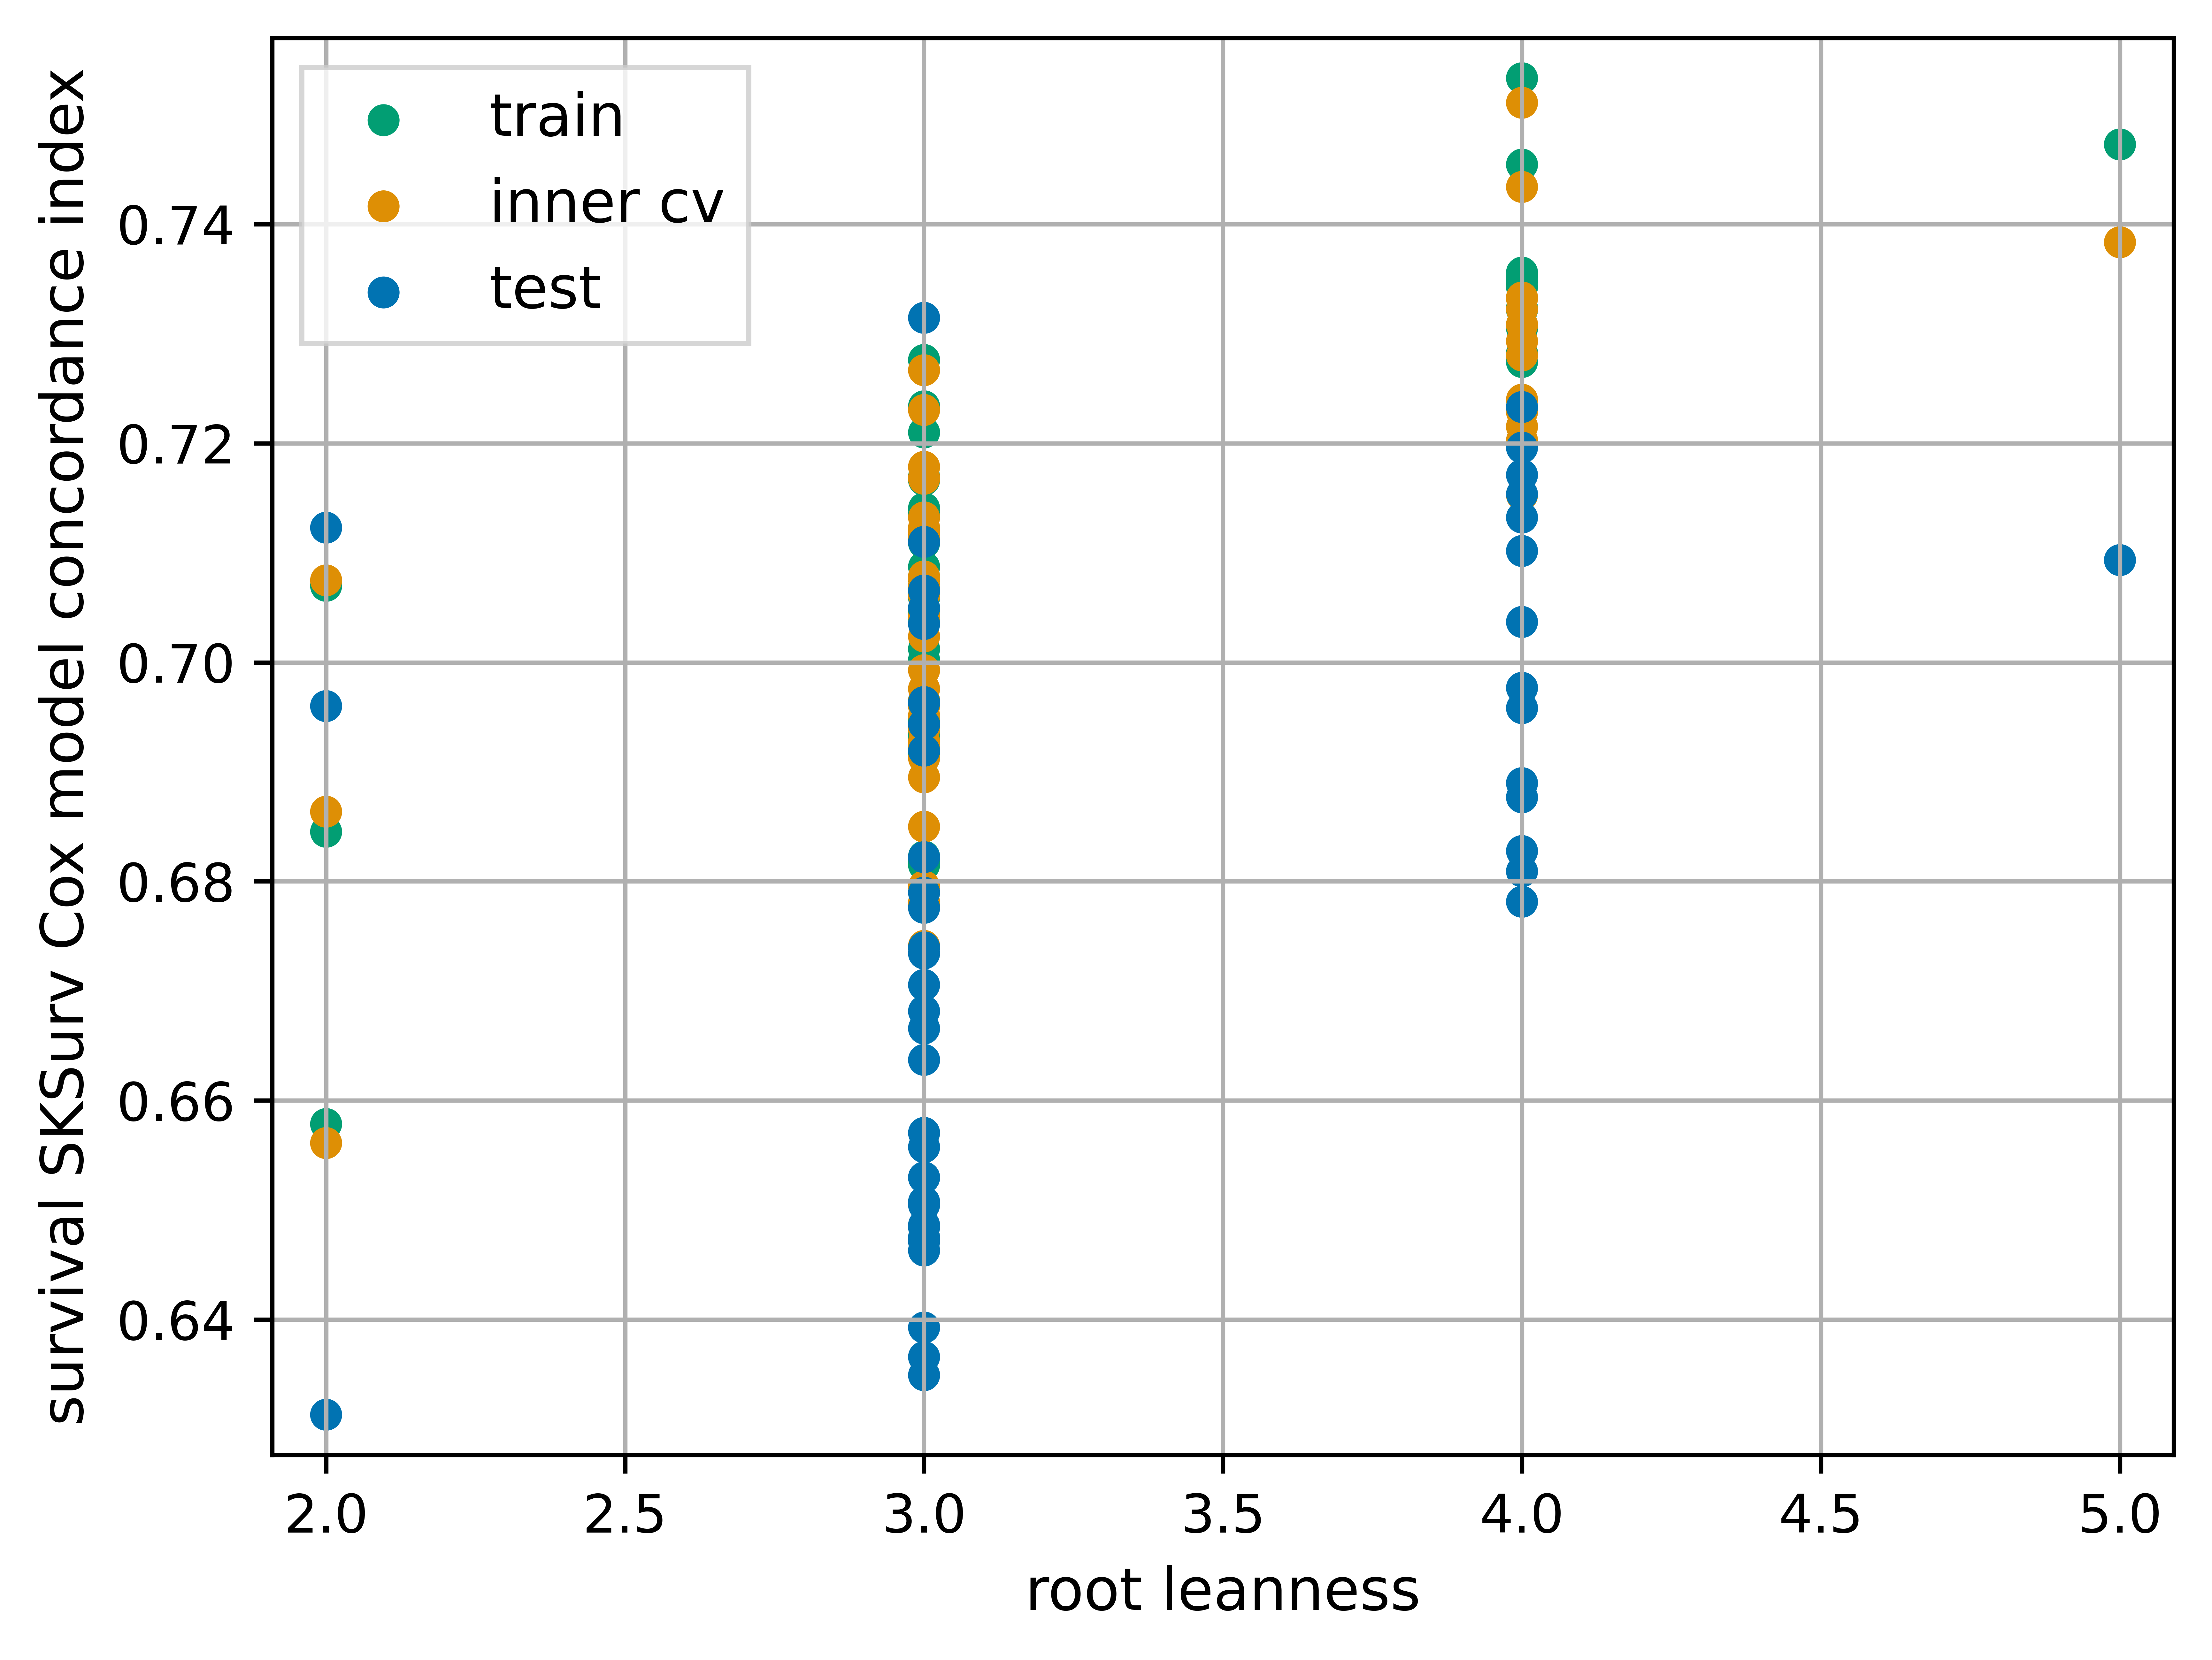 survival SKSurv Cox model concordance index
train
inner cv
test
0.74
0.72
0.70
0.68
0.66
0.64
2.0 2.5 3.0 3.5 4.0 4.5 5.0
root leanness